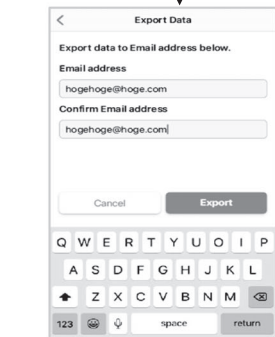 Export Data
Export data to Email address below.
Email address
hogehoge@hoge.com
Confirm Email address
hogehoge@hoge.com
Cancel Export
Q W E R T Y U O I P
A S D F G H J K L
Z X C V B N M
123 space return